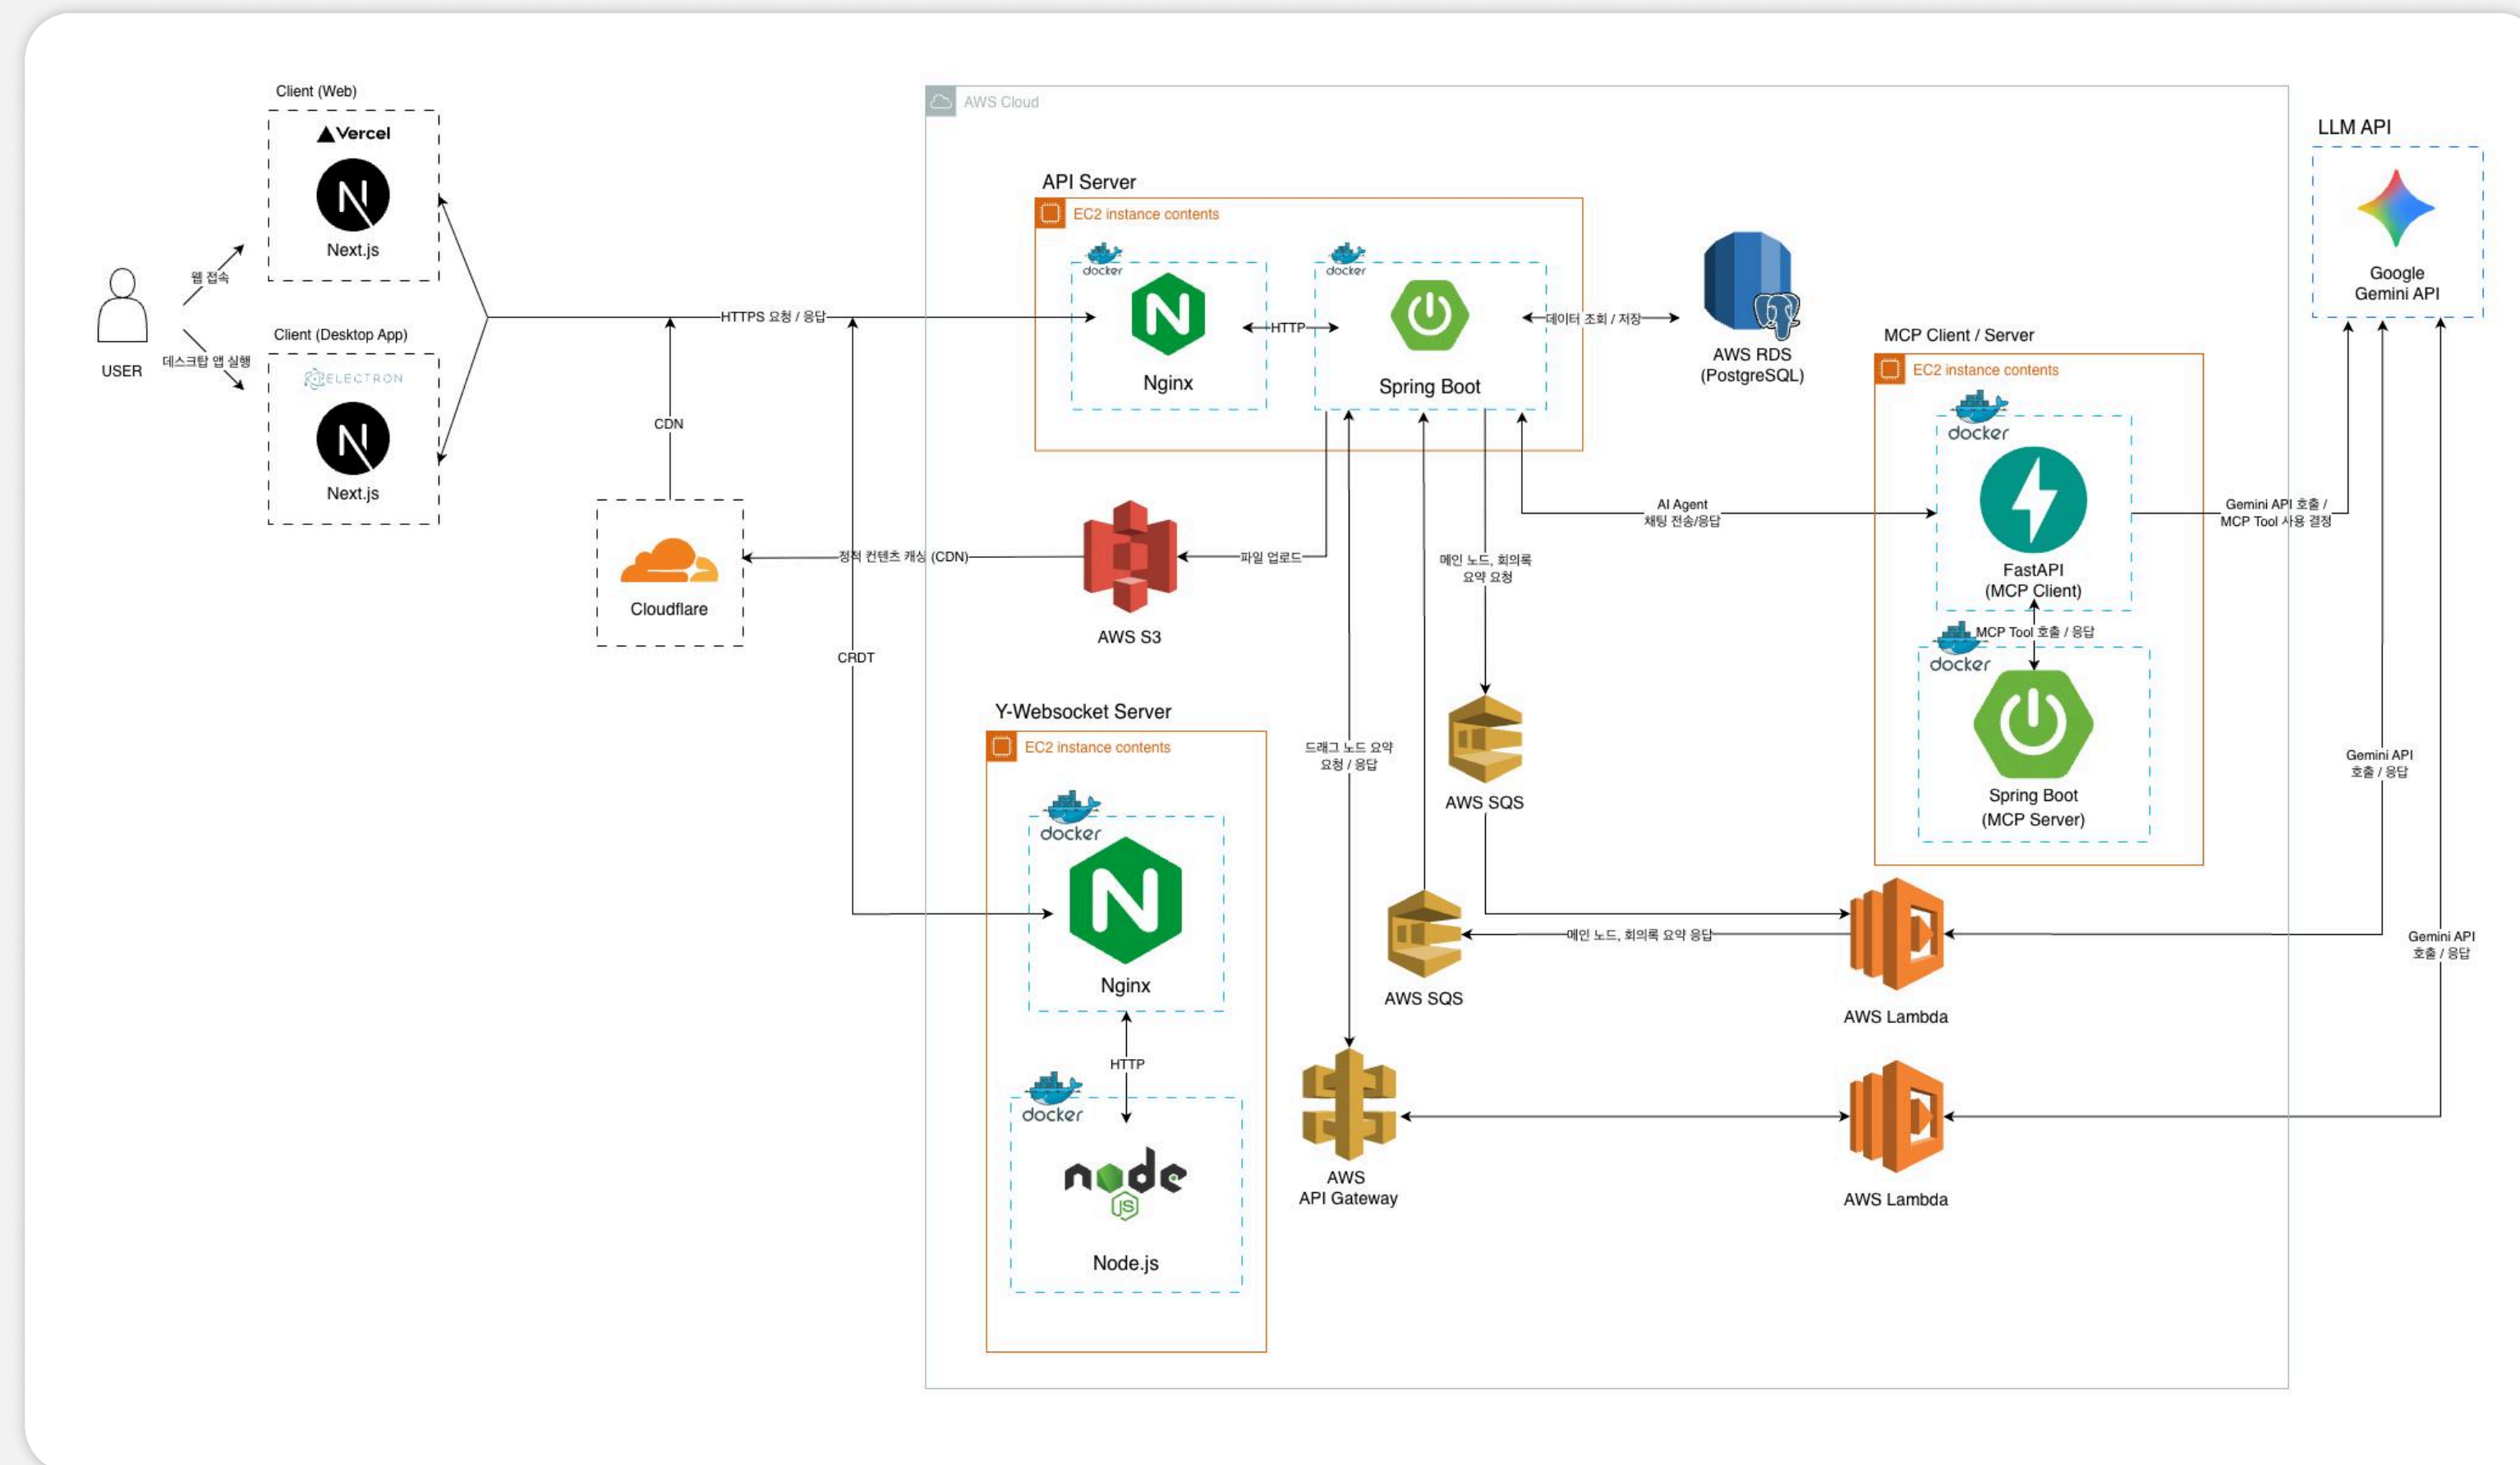 Client (Web)
Vercel
Next.js
웹 접속
USER
데스크탑 앱 실행
Client (Desktop App)
ELECTRON
Next.js
HTTPS 요청 / 응답
CDN
Cloudflare
정적 컨텐츠 캐싱 (CDN)
CRDT
AWS Cloud
API Server
EC2 instance contents
docker
Nginx
HTTP
docker
Spring Boot
데이터 조회 / 저장
AWS RDS
(PostgreSQL)
AWS S3
파일 업로드
메인 노드, 회의록
요약 요청
AI Agent
채팅 전송/응답
드래그 노드 요약
요청 / 응답
AWS SQS
AWS SQS
메인 노드, 회의록 요약 응답
AWS
API Gateway
AWS Lambda
AWS Lambda
Y-Websocket Server
EC2 instance contents
docker
Nginx
HTTP
docker
node
JS
Node.js
MCP Client / Server
EC2 instance contents
docker
FastAPI
(MCP Client)
MCP Tool 호출 / 응답
docker
Spring Boot
(MCP Server)
LLM API
Google
Gemini API
Gemini API 호출 /
MCP Tool 사용 결정
Gemini API
호출 / 응답
Gemini API
호출 / 응답